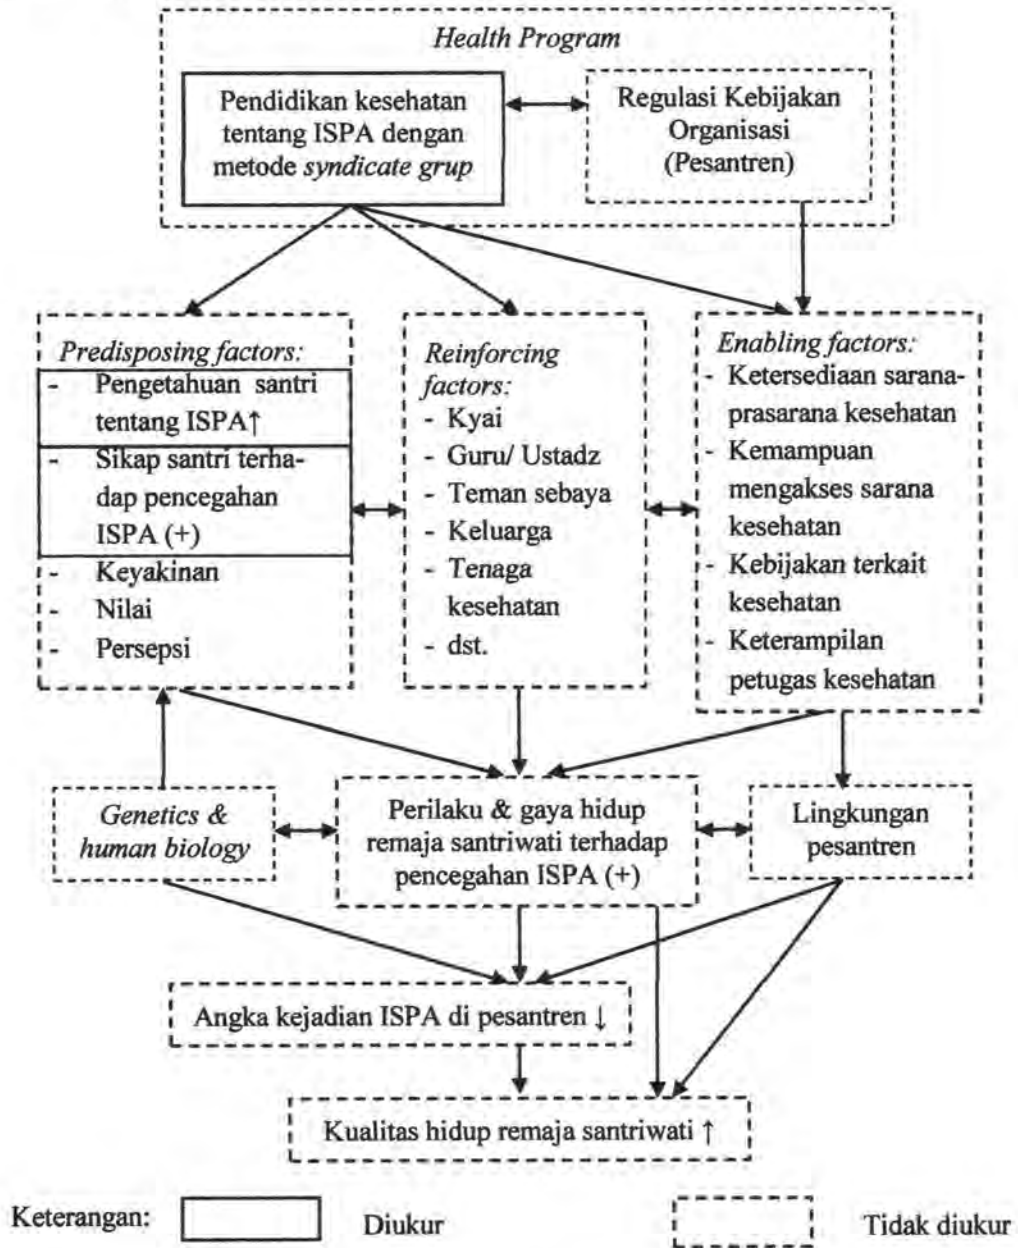 Health Program
Pendidikan kesehatan
tentang ISPA dengan
metode syndicate grup
Regulasi Kebijakan
Organisasi
(Pesantren)
Predisposing factors:
- Pengetahuan santri
tentang ISPA↑
- Sikap santri terha-
dap pencegahan
ISPA (+)
- Keyakinan
- Nilai
- Persepsi
Reinforcing
factors:
- Kyai
- Guru/ Ustadz
- Teman sebaya
- Keluarga
- Tenaga
kesehatan
- dst.
Enabling factors:
- Ketersediaan sarana-
prasarana kesehatan
- Kemampuan
mengakses sarana
kesehatan
- Kebijakan terkait
kesehatan
- Keterampilan
petugas kesehatan
Genetics &
human biology
Perilaku & gaya hidup
remaja santriwati terhadap
pencegahan ISPA (+)
Lingkungan
pesantren
Angka kejadian ISPA di pesantren ↓
Kualitas hidup remaja santriwati ↑
Keterangan:
Diukur
Tidak diukur